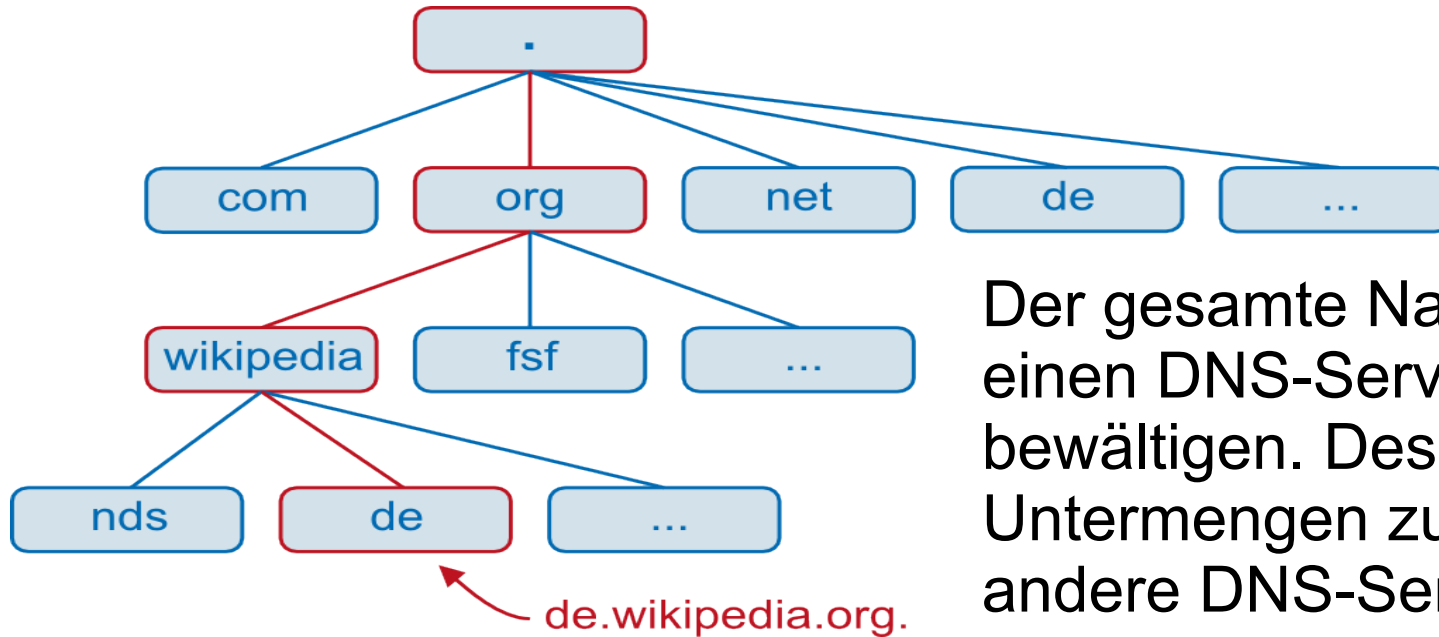 .
com org net de ...
wikipedia fsf ...
nds de ...
de.wikipedia.org.
Der gesamte
einen
bewältigen.
Untermengen
andere